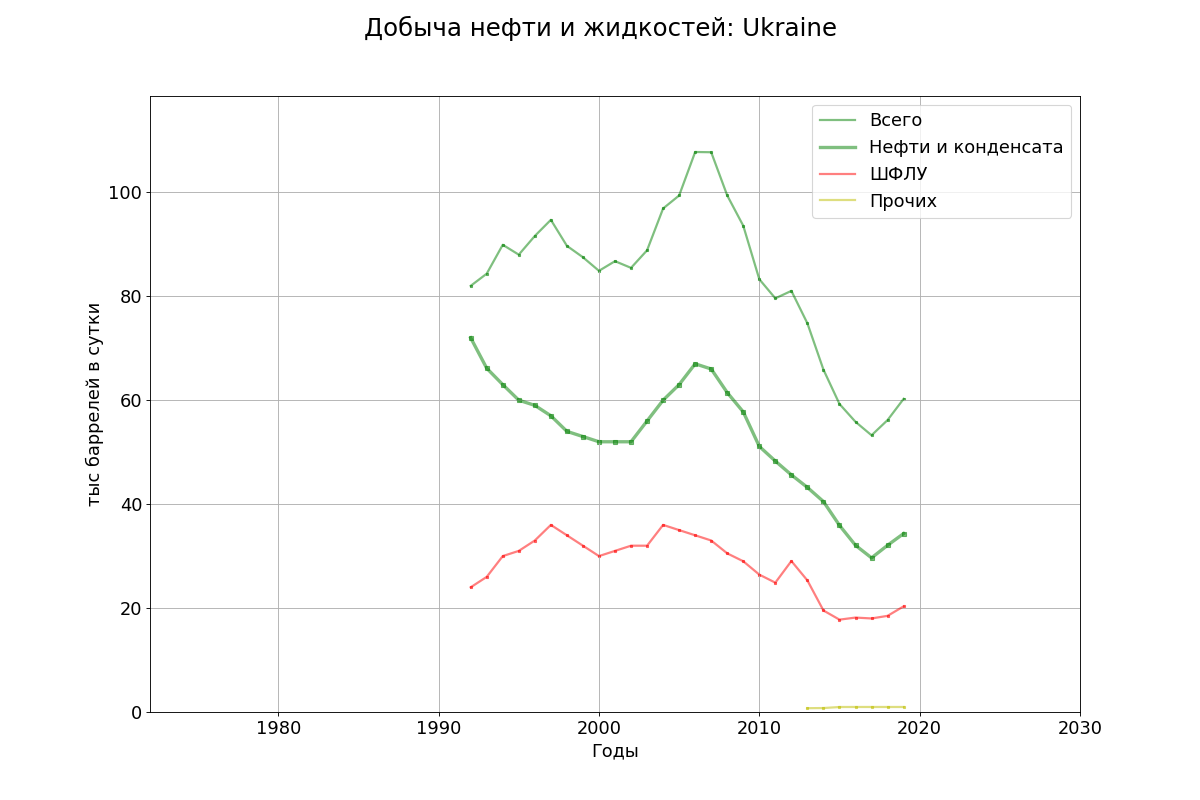 Добыча нефти и жидкостей: Ukraine
Всего
Нефти и конденсата
ШФЛУ
Прочих
тыс баррелей в сутки
100
80
60
40
20
0
1980
1990
2000
2010
2020
2030
Годы